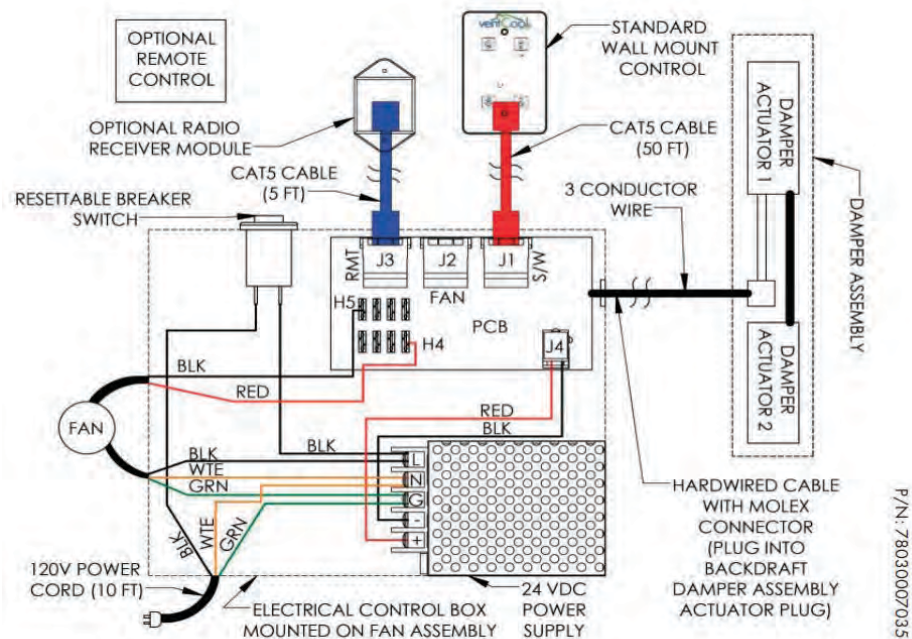 OPTIONAL
REMOTE
CONTROL
ventCool
STANDARD
WALL MOUNT
CONTROL
OPTIONAL RADIO
RECEIVER MODULE
CAT5 CABLE
(5 FT)
CAT5 CABLE
(50 FT)
RESETTABLE BREAKER
SWITCH
3 CONDUCTOR
WIRE
DAMPER
ACTUATOR 1
DAMPER
ACTUATOR 2
DAMPER ASSEMBLY
RMT
J3
J2
J1
S/W
FAN
H5
PCB
H4
J4
BLK
RED
FAN
RED
BLK
BLK
BLK
WTE
GRN
L
N
G
-
+
BLK
WTE
GRN
120V POWER
CORD (10 FT)
ELECTRICAL CONTROL BOX
MOUNTED ON FAN ASSEMBLY
24 VDC
POWER
SUPPLY
HARDWIRED CABLE
WITH MOLEX
CONNECTOR
(PLUG INTO
BACKDRAFT
DAMPER ASSEMBLY
ACTUATOR PLUG)
P/N: 78030007035